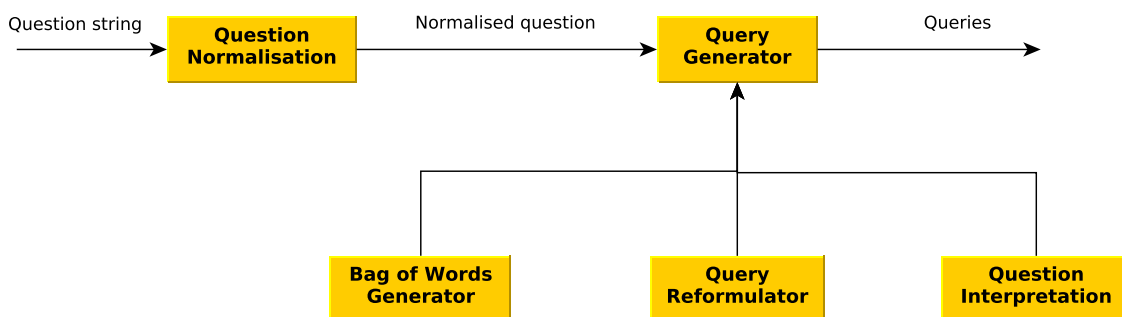 Question string
Question
Normalisation
Normalised question
Query
Generator
Queries
Bag of Words
Generator
Query
Reformulator
Question
Interpretation